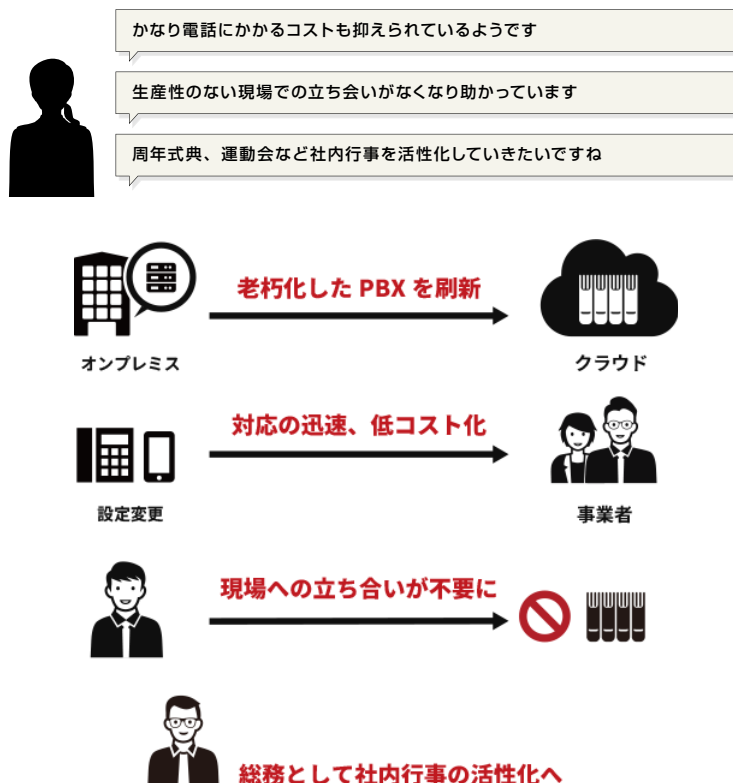 かなり電話にかかるコストも抑えられているようです
生産性のない現場での立ち合いがなくなり助かっています
周年式典、運動会など社内行事を活性化していきたいですね
老朽化した PBX を刷新
オンプレミス
クラウド
対応の迅速、低コスト化
設定変更
事業者
現場への立ち合いが不要に
総務として社内行事の活性化へ